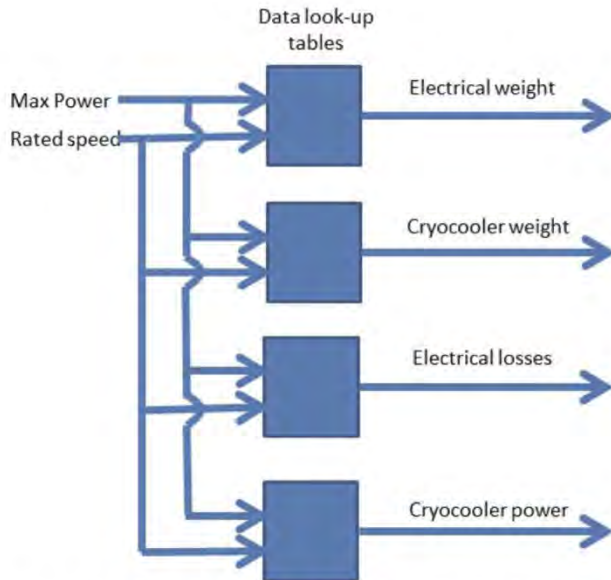 Data look-up
tables
Max Power
Electrical weight
Rated speed
Cryocooler weight
Electrical losses
Cryocooler power